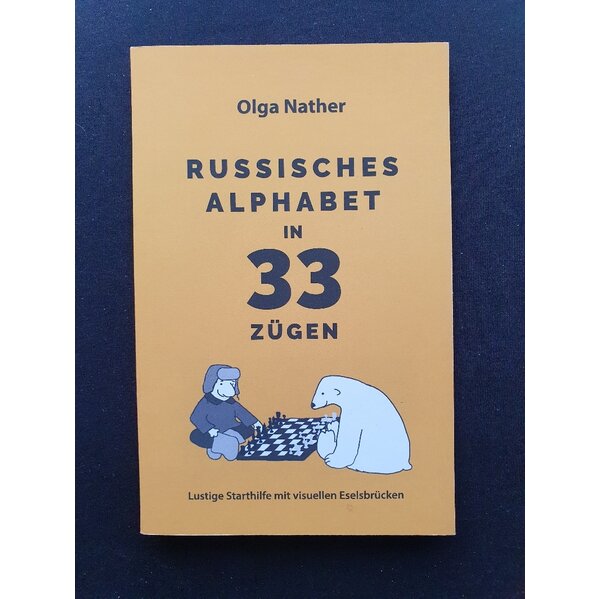 Olga Nather
RUSSISCHES
ALPHABET
IN
33
ZÜGEN
Lustige Starthilfe mit visuellen Eselsbrücken